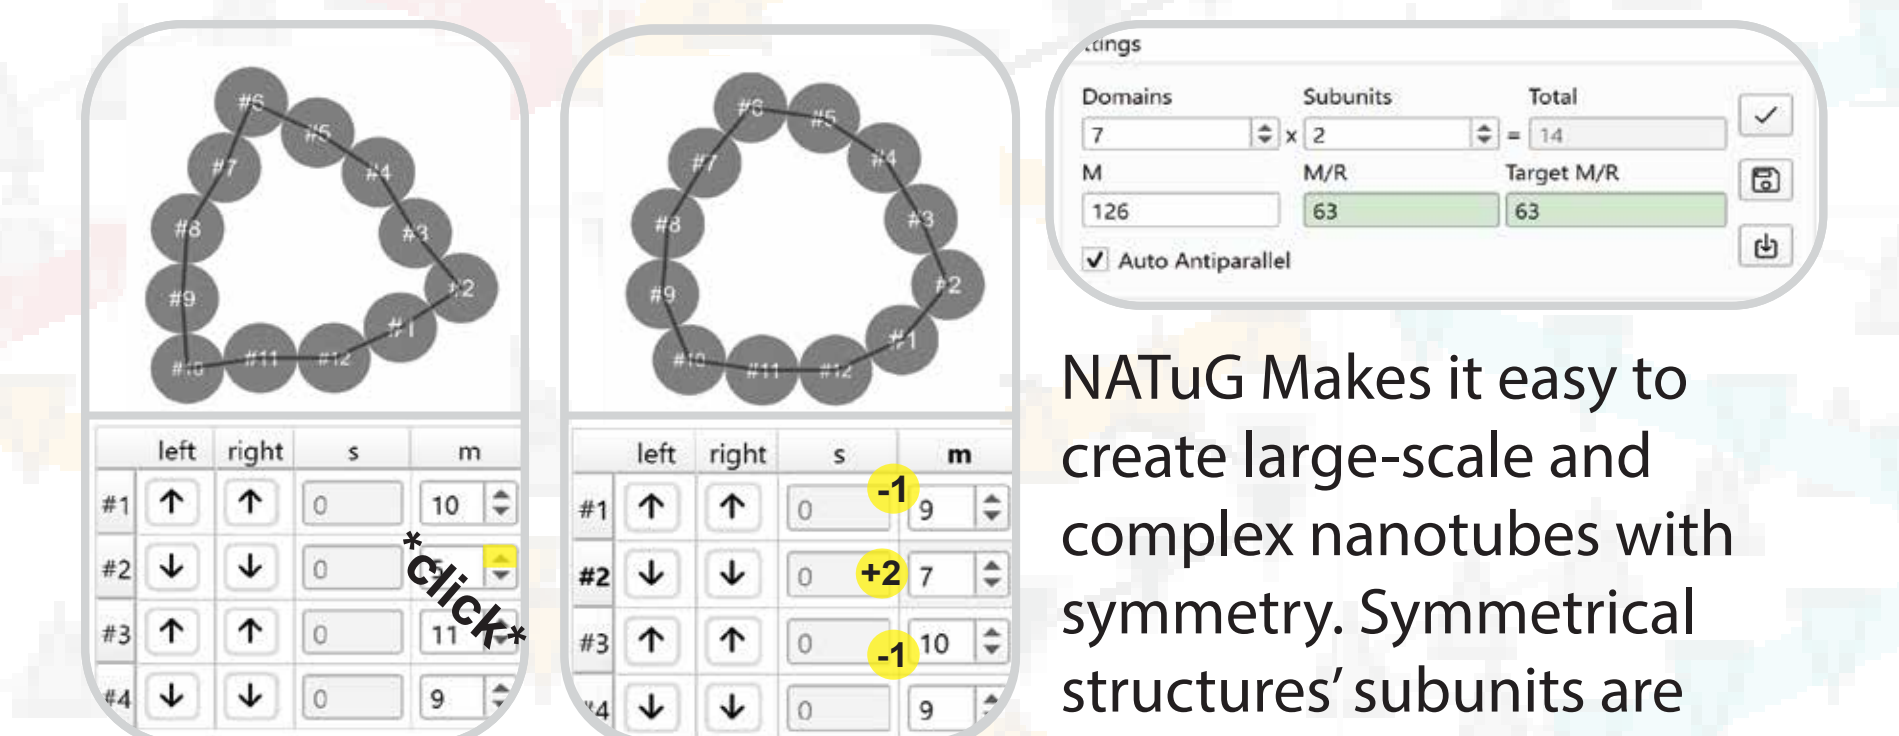 #6
#5
#7
#4
#8
#3
#9
#2
#1
#10
#11
#12
left right s m
#1 0 10
#2 0 5
#3 0 11
#4 0 9
*click*
#6
#5
#7
#4
#8
#3
#9
#2
#1
#10
#11
#12
left right s m
#1 0 -1 9
#2 0 +2 7
#3 0 -1 10
#4 0 9
Domains Subunits Total
7 x 2 = 14
M M/R Target M/R
126 63 63
Auto Antiparallel
NATuG Makes it easy to
create large-scale and
complex nanotubes with
symmetry. Symmetrical
structures’ subunits are